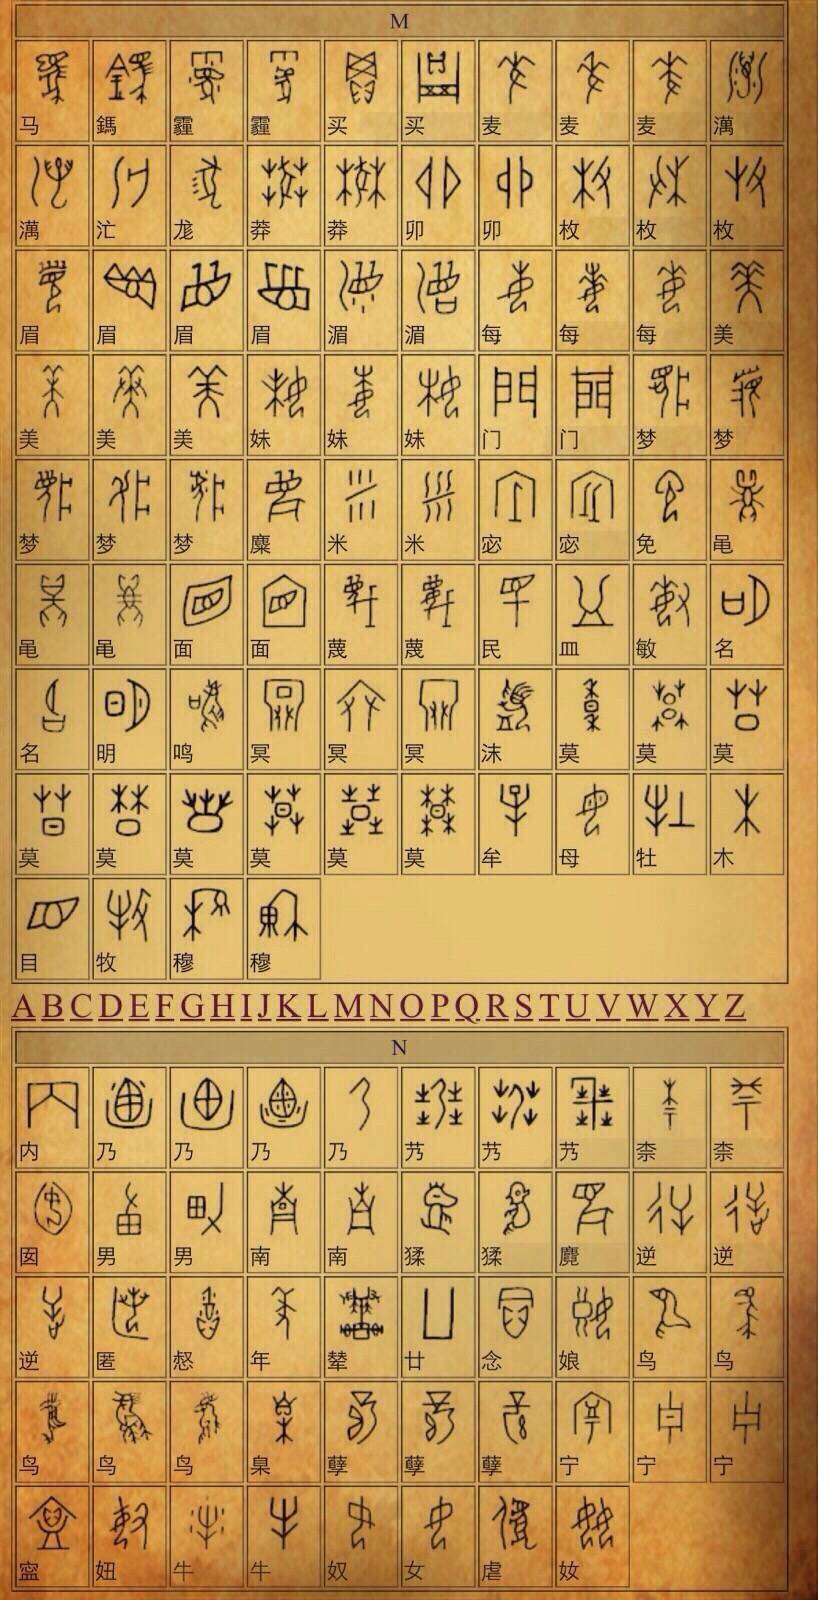 M
马 鎷 霾 霾 买 买 麦 麦 麦 澫
澫 汒 尨 莽 莽 卯 卯 枚 枚 枚
眉 眉 眉 眉 湄 湄 每 每 每 美
美 美 美 妹 妹 妹 门 门 梦 梦
梦 梦 梦 麋 米 米 宓 宓 免 黾
黾 黾 面 面 蔑 蔑 民 皿 敏 名
名 明 鸣 冥 冥 冥 沬 莫 莫 莫
莫 莫 莫 莫 莫 莫 牟 母 牡 木
目 牧 穆 穆
ABCDEFGHIJKLMNOPQRSTUVWXYZ
N
内 乃 乃 乃 乃 艿 艿 艿 柰 柰
囡 男 男 南 南 猱 猱 麑 逆 逆
逆 匿 惄 年 辇 廿 念 娘 鸟 鸟
鸟 鸟 鸟 臬 孽 孽 孽 宁 宁 宁
寍 妞 牛 牛 奴 女 虐 奻